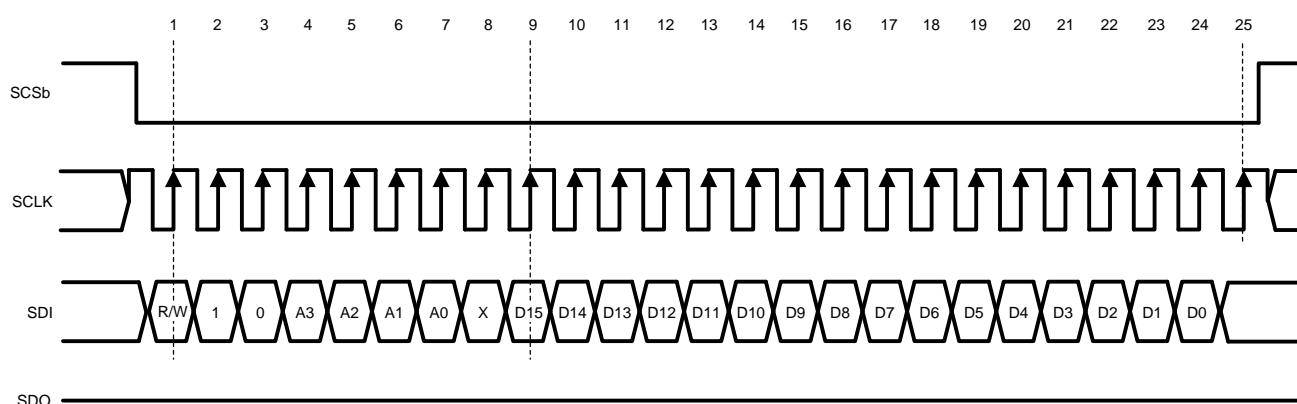 1 2 3 4 5 6 7 8 9 10 11 12 13 14 15 16 17 18 19 20 21 22 23 24 25
SCSb
SCLK
SDI R/W 1 0 A3 A2 A1 A0 X D15 D14 D13 D12 D11 D10 D9 D8 D7 D6 D5 D4 D3 D2 D1 D0
SDO